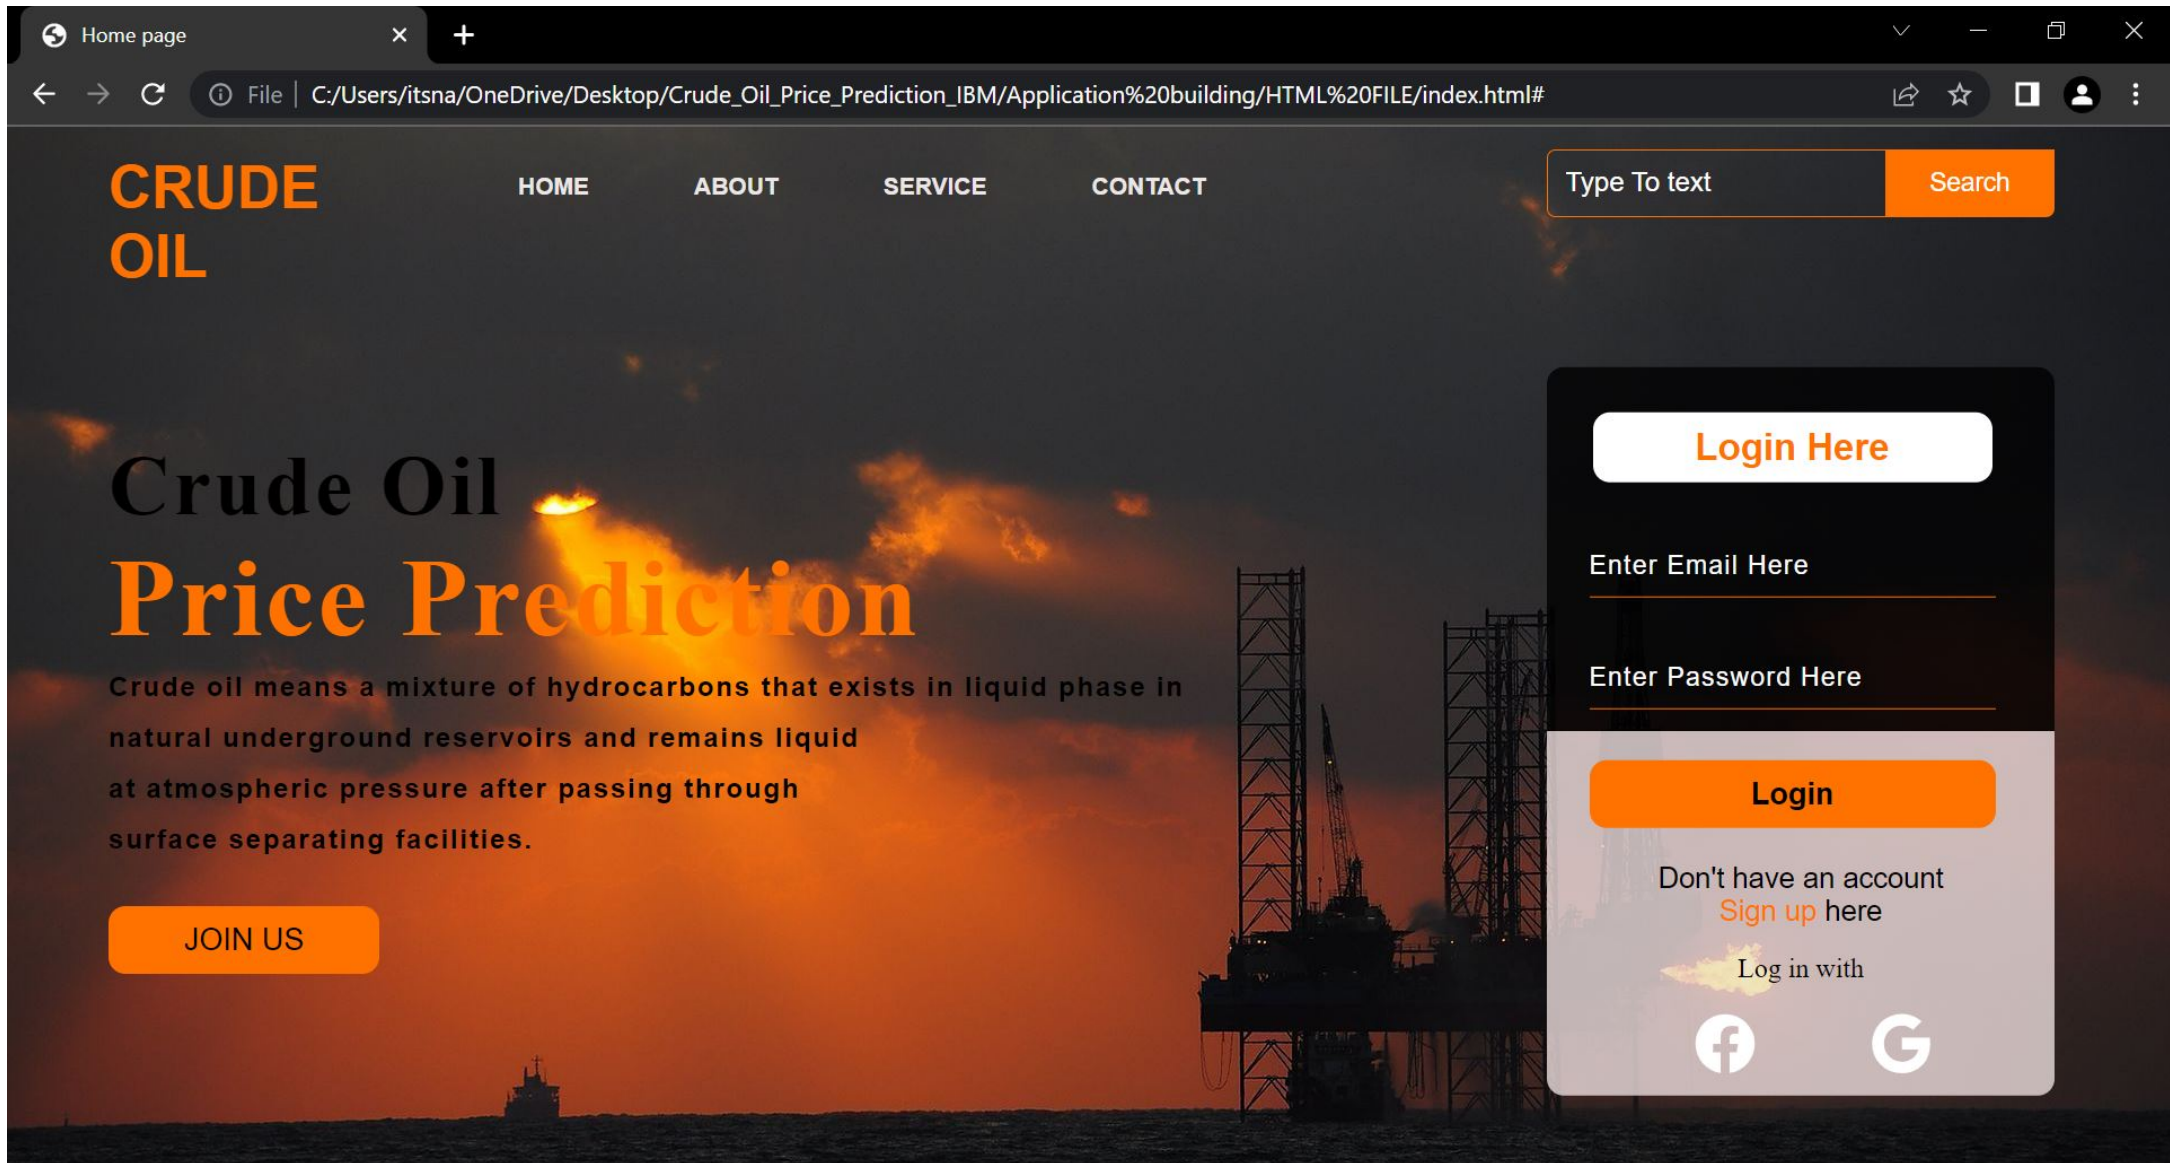 Home page
File | C:/Users/itsna/OneDrive/Desktop/Crude_Oil_Price_Prediction_IBM/Application%20building/HTML%20FILE/index.html#
CRUDE
OIL
HOME ABOUT SERVICE CONTACT
Type To text Search
Crude Oil
Price Prediction
Crude oil means a mixture of hydrocarbons that exists in liquid phase in
natural underground reservoirs and remains liquid
at atmospheric pressure after passing through
surface separating facilities.
JOIN US
Login Here
Enter Email Here
Enter Password Here
Login
Don't have an account
Sign up here
Log in with